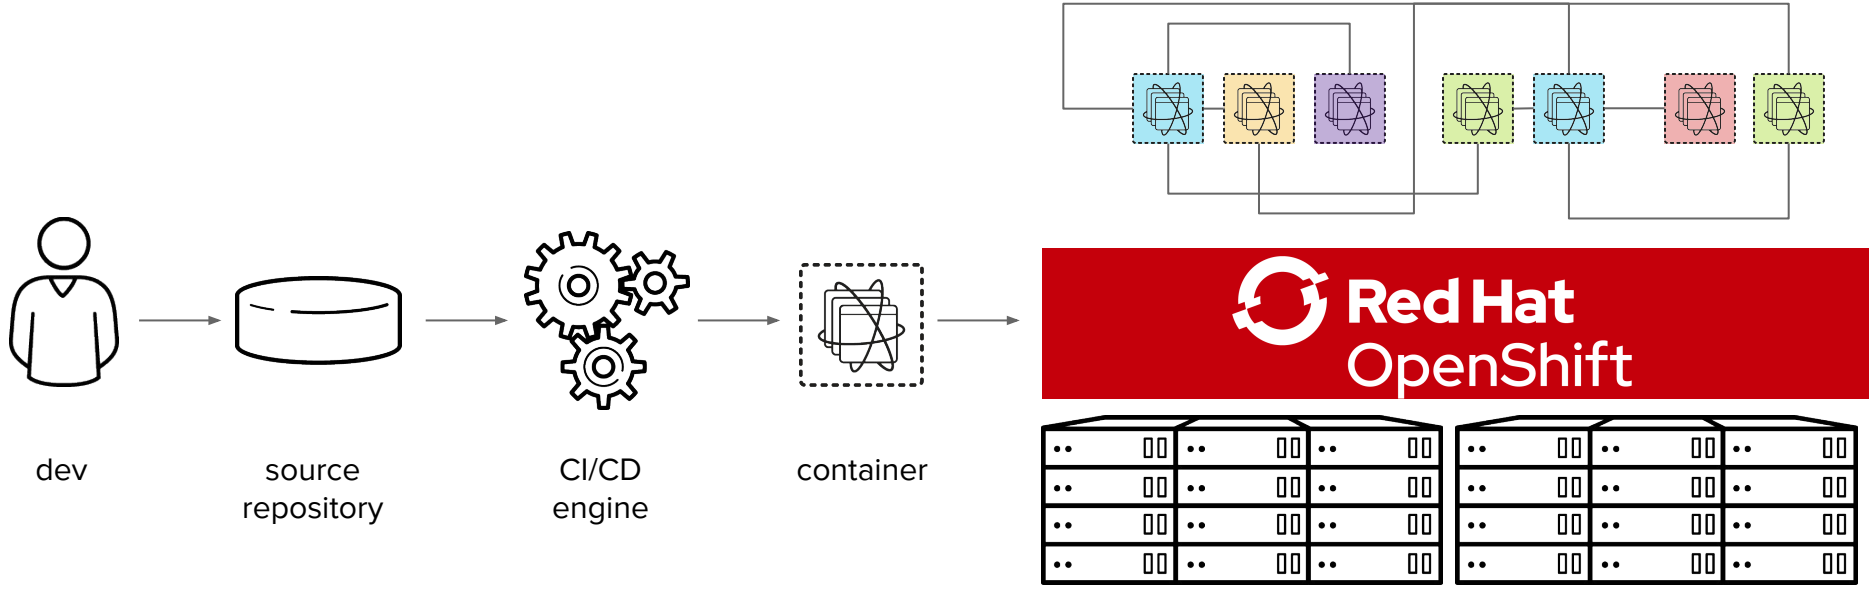 Red Hat
OpenShift
dev
source
repository
CI/CD
engine
container